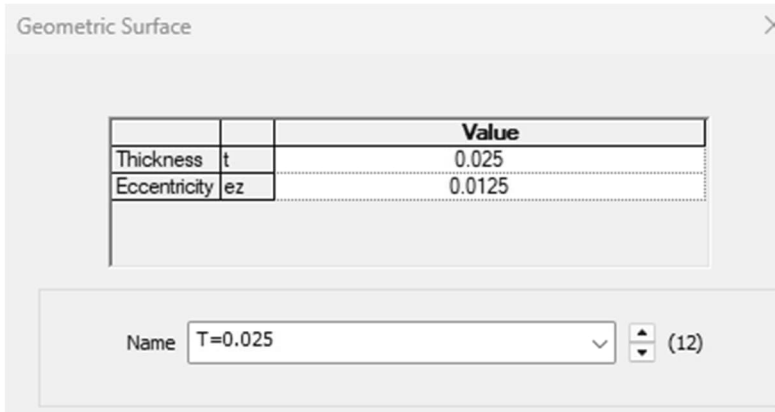 Geometric Surface
Value
Thickness t 0.025
Eccentricity ez 0.0125
Name T=0.025 (12)